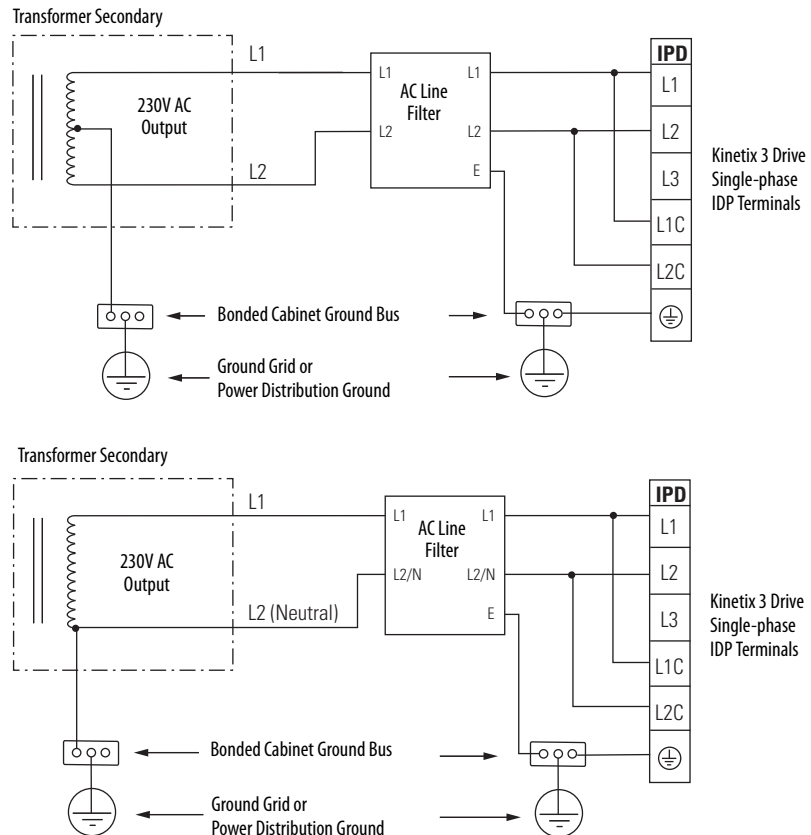 Transformer Secondary
L1
230V AC
Output
L2
AC Line
Filter
L1
L1
L2
L2
E
IPD
L1
L2
L3
L1C
L2C
Kinetix 3 Drive
Single-phase
IDP Terminals
Bonded Cabinet Ground Bus
Ground Grid or
Power Distribution Ground
Transformer Secondary
L1
230V AC
Output
L2 (Neutral)
AC Line
Filter
L1
L1
L2/N
L2/N
E
IPD
L1
L2
L3
L1C
L2C
Kinetix 3 Drive
Single-phase
IDP Terminals
Bonded Cabinet Ground Bus
Ground Grid or
Power Distribution Ground